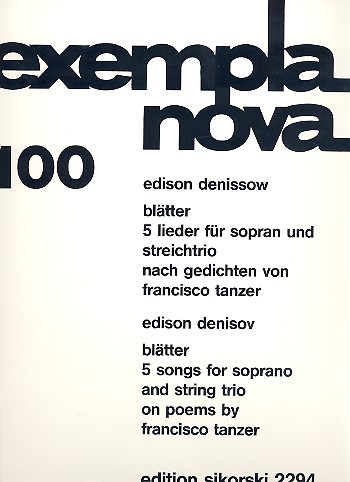 exempla
nova
100
edison denissow
blätter
5 lieder für sopran und
streichtrio
nach gedichten von
francisco tanzer
edison denisov
blätter
5 songs for soprano
and string trio
on poems by
francisco tanzer
edition sikorski 2294